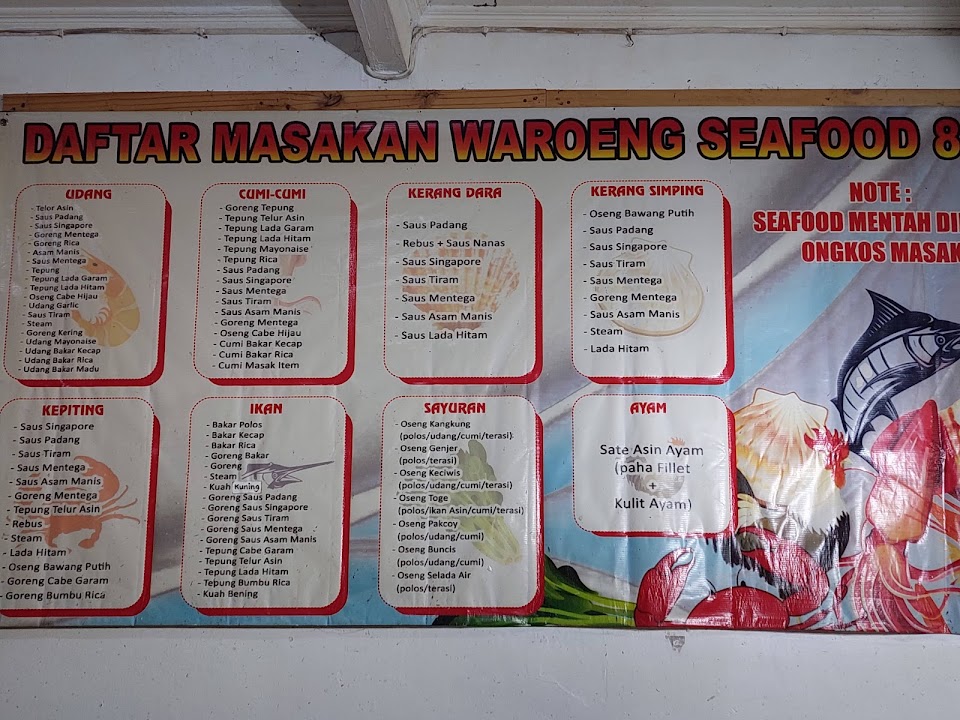 DAFTAR MASAKAN WAROENG SEAFOOD 8
UDANG
- Telor Asin
- Saus Padang
- Saus Singapore
- Goreng Mentega
- Goreng Rica
- Asam Manis
- Saus Mentega
- Tepung
- Tepung Lada Garam
- Tepung Lada Hitam
- Oseng Cabe Hijau
- Udang Garlic
- Saus Tiram
- Steam
- Goreng Kering
- Udang Mayonaise
- Udang Bakar Kecap
- Udang Bakar Rica
- Udang Bakar Madu
CUMI-CUMI
- Goreng Tepung
- Tepung Telur Asin
- Tepung Lada Garam
- Tepung Lada Hitam
- Tepung Mayonaise
- Tepung Rica
- Saus Padang
- Saus Singapore
- Saus Mentega
- Saus Tiram
- Saus Asam Manis
- Goreng Mentega
- Oseng Cabe Hijau
- Cumi Bakar Kecap
- Cumi Bakar Rica
- Cumi Masak Item
KERANG DARA
- Saus Padang
- Rebus + Saus Nanas
- Saus Singapore
- Saus Tiram
- Saus Mentega
- Saus Asam Manis
- Saus Lada Hitam
KERANG SIMPING
- Oseng Bawang Putih
- Saus Padang
- Saus Singapore
- Saus Tiram
- Saus Mentega
- Goreng Mentega
- Saus Asam Manis
- Steam
- Lada Hitam
NOTE :
SEAFOOD MENTAH DI
ONGKOS MASAK
KEPITING
- Saus Singapore
- Saus Padang
- Saus Tiram
- Saus Mentega
- Saus Asam Manis
- Goreng Mentega
- Tepung Telur Asin
- Rebus
- Steam
- Lada Hitam
- Oseng Bawang Putih
- Goreng Cabe Garam
- Goreng Bumbu Rica
IKAN
- Bakar Polos
- Bakar Kecap
- Bakar Rica
- Goreng Bakar
- Goreng
- Steam
- Kuah Kuning
- Goreng Saus Padang
- Goreng Saus Singapore
- Goreng Saus Tiram
- Goreng Saus Mentega
- Goreng Saus Asam Manis
- Tepung Cabe Garam
- Tepung Telur Asin
- Tepung Lada Hitam
- Tepung Bumbu Rica
- Kuah Bening
SAYURAN
- Oseng Kangkung
(polos/udang/cumi/terasi)
- Oseng Genjer
(polos/terasi)
- Oseng Keciwis
(polos/udang/cumi/terasi)
- Oseng Toge
(polos/ikan Asin/cumi/terasi)
- Oseng Pakcoy
(polos/udang/cumi)
- Oseng Buncis
(polos/udang/cumi)
- Oseng Selada Air
(polos/terasi)
AYAM
Sate Asin Ayam
(paha Fillet
+
Kulit Ayam)